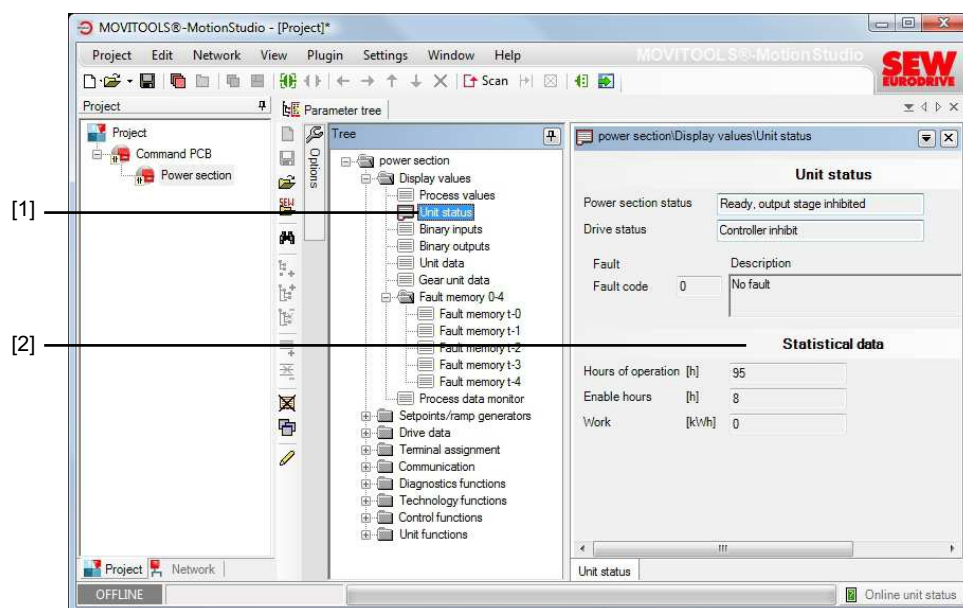 MOVITOOLS®-MotionStudio - [Project]*
Project Edit Network View Plugin Settings Window Help
MOVITOOLS®-MotionStudio
SEW
EURODRIVE
Scan
Project
Parameter tree
Project
Command PCB
Power section
Options
SEW
Tree
power section
Display values
Process values
[1]
Unit status
Binary inputs
Binary outputs
Unit data
Gear unit data
Fault memory 0-4
Fault memory t-0
Fault memory t-1
[2]
Fault memory t-2
Fault memory t-3
Fault memory t-4
Process data monitor
Setpoints/ramp generators
Drive data
Terminal assignment
Communication
Diagnostics functions
Technology functions
Control functions
Unit functions
power section\Display values\Unit status
Unit status
Power section status Ready, output stage inhibited
Drive status Controller inhibit
Fault Description
Fault code 0 No fault
Statistical data
Hours of operation [h] 95
Enable hours [h] 8
Work [kWh] 0
Project Network
Unit status
OFFLINE
Online unit status